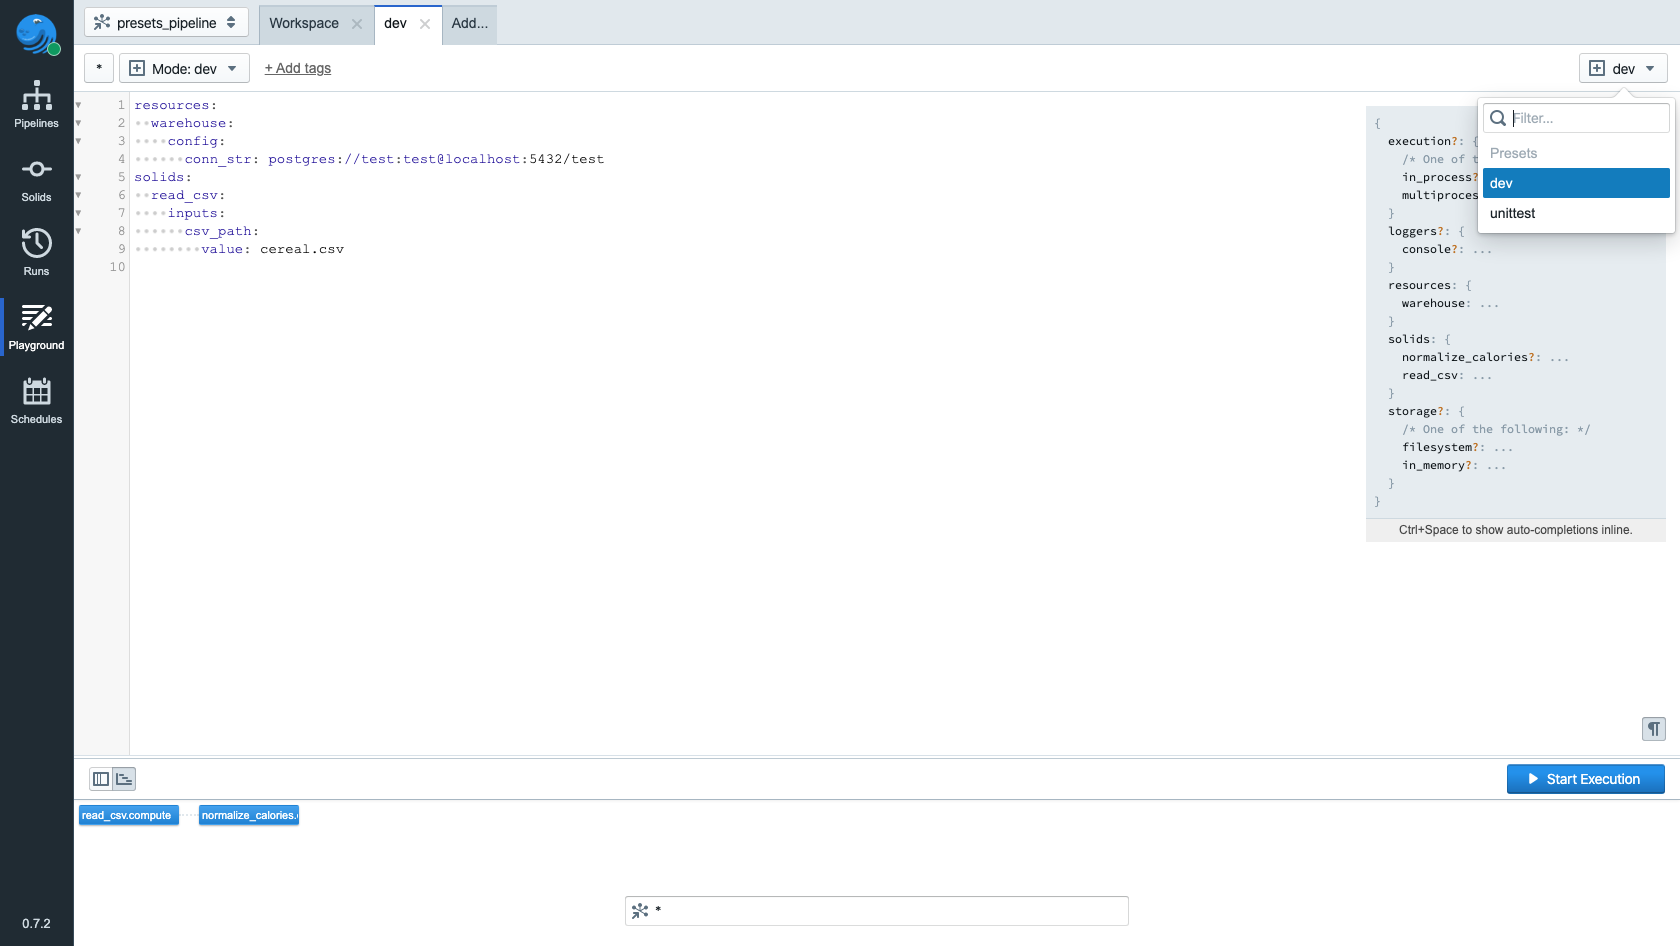 presets_pipeline
Workspace
dev
Add...
*
Mode: dev
+ Add tags
dev
Pipelines
Solids
Runs
Playground
Schedules
0.7.2
1 resources:
2 warehouse:
3 config:
4 conn_str: postgres://test:test@localhost:5432/test
5 solids:
6 read_csv:
7 inputs:
8 csv_path:
9 value: cereal.csv
10
Filter...
Presets
dev
unittest
{
execution?: {
/* One of t
in_process?
multiproces
}
loggers?: {
console?: ...
}
resources: {
warehouse: ...
}
solids: {
normalize_calories?: ...
read_csv: ...
}
storage?: {
/* One of the following: */
filesystem?: ...
in_memory?: ...
}
}
Ctrl+Space to show auto-completions inline.
¶
Start Execution
read_csv.compute
normalize_calories.
*